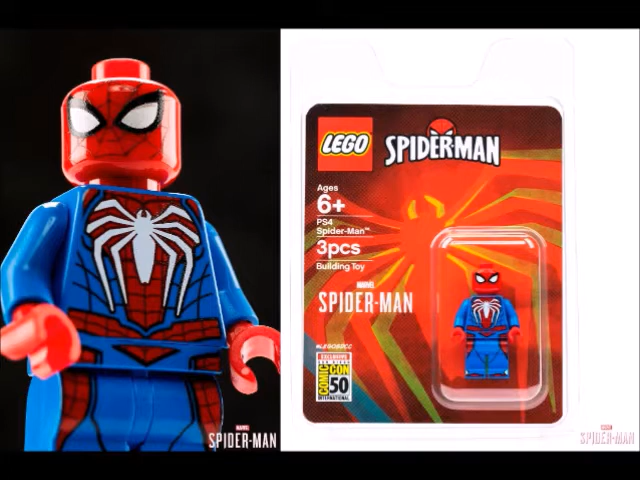 MARVEL
SPIDER-MAN
LEGO
SPIDER-MAN
Ages
6+
PS4
Spider-Man™
3pcs
Building Toy
MARVEL
SPIDER-MAN
#LEGOSDCC
EXCLUSIVE
SAN DIEGO
COMIC CON
50
INTERNATIONAL
MARVEL
SPIDER-MAN